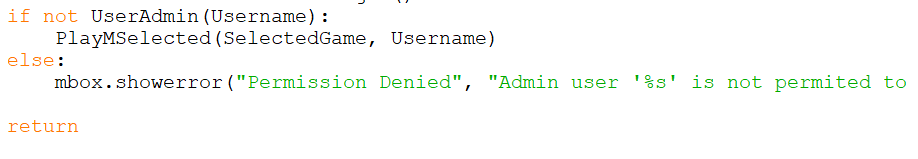 if not UserAdmin(Username):
    PlayMSelected(SelectedGame, Username)
else:
    mbox.showerror("Permission Denied", "Admin user '%s' is not permited to
return